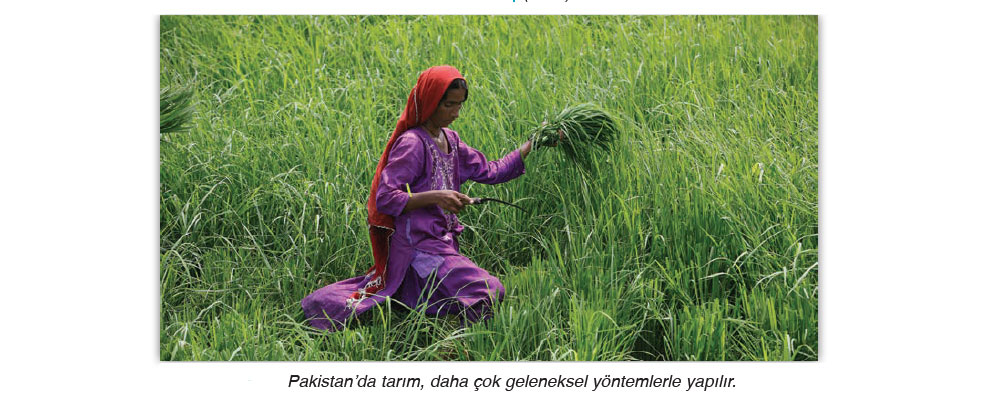 Pakistan’da tarım, daha çok geleneksel yöntemlerle yapılır.